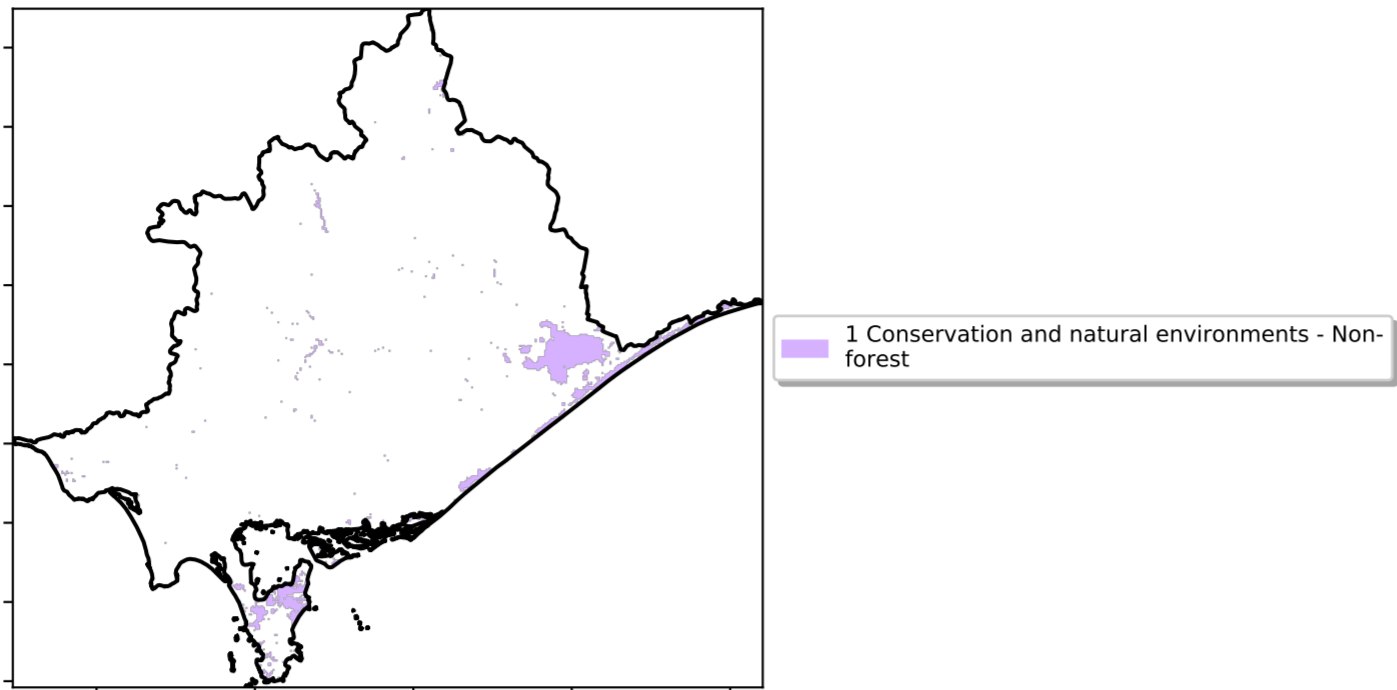 1 Conservation and natural environments - Non-
forest